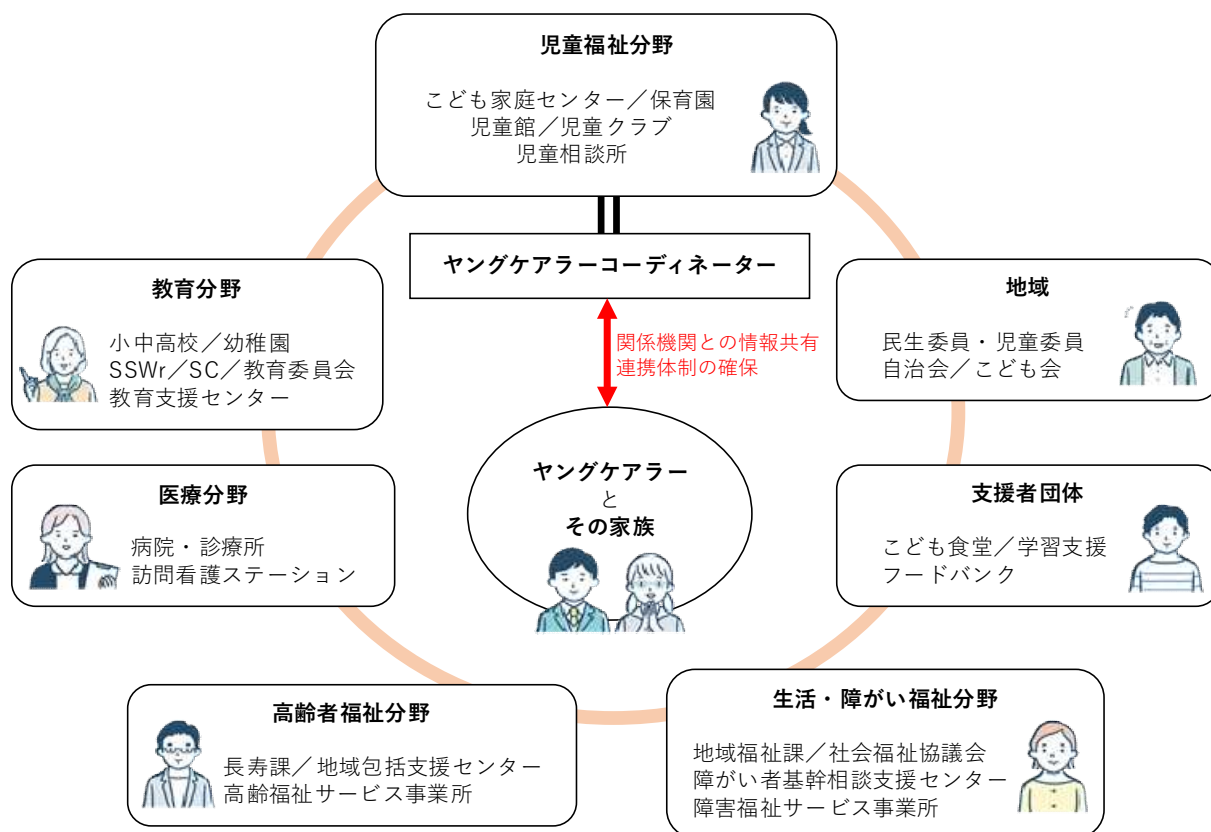 児童福祉分野
こども家庭センター／保育園
児童館／児童クラブ
児童相談所
ヤングケアラーコーディネーター
関係機関との情報共有
連携体制の確保
教育分野
小中高校／幼稚園
SSWr／SC／教育委員会
教育支援センター
地域
民生委員・児童委員
自治会／こども会
ヤングケアラー
と
その家族
医療分野
病院・診療所
訪問看護ステーション
支援者団体
こども食堂／学習支援
フードバンク
高齢者福祉分野
長寿課／地域包括支援センター
高齢福祉サービス事業所
生活・障がい福祉分野
地域福祉課／社会福祉協議会
障がい者基幹相談支援センター
障害福祉サービス事業所